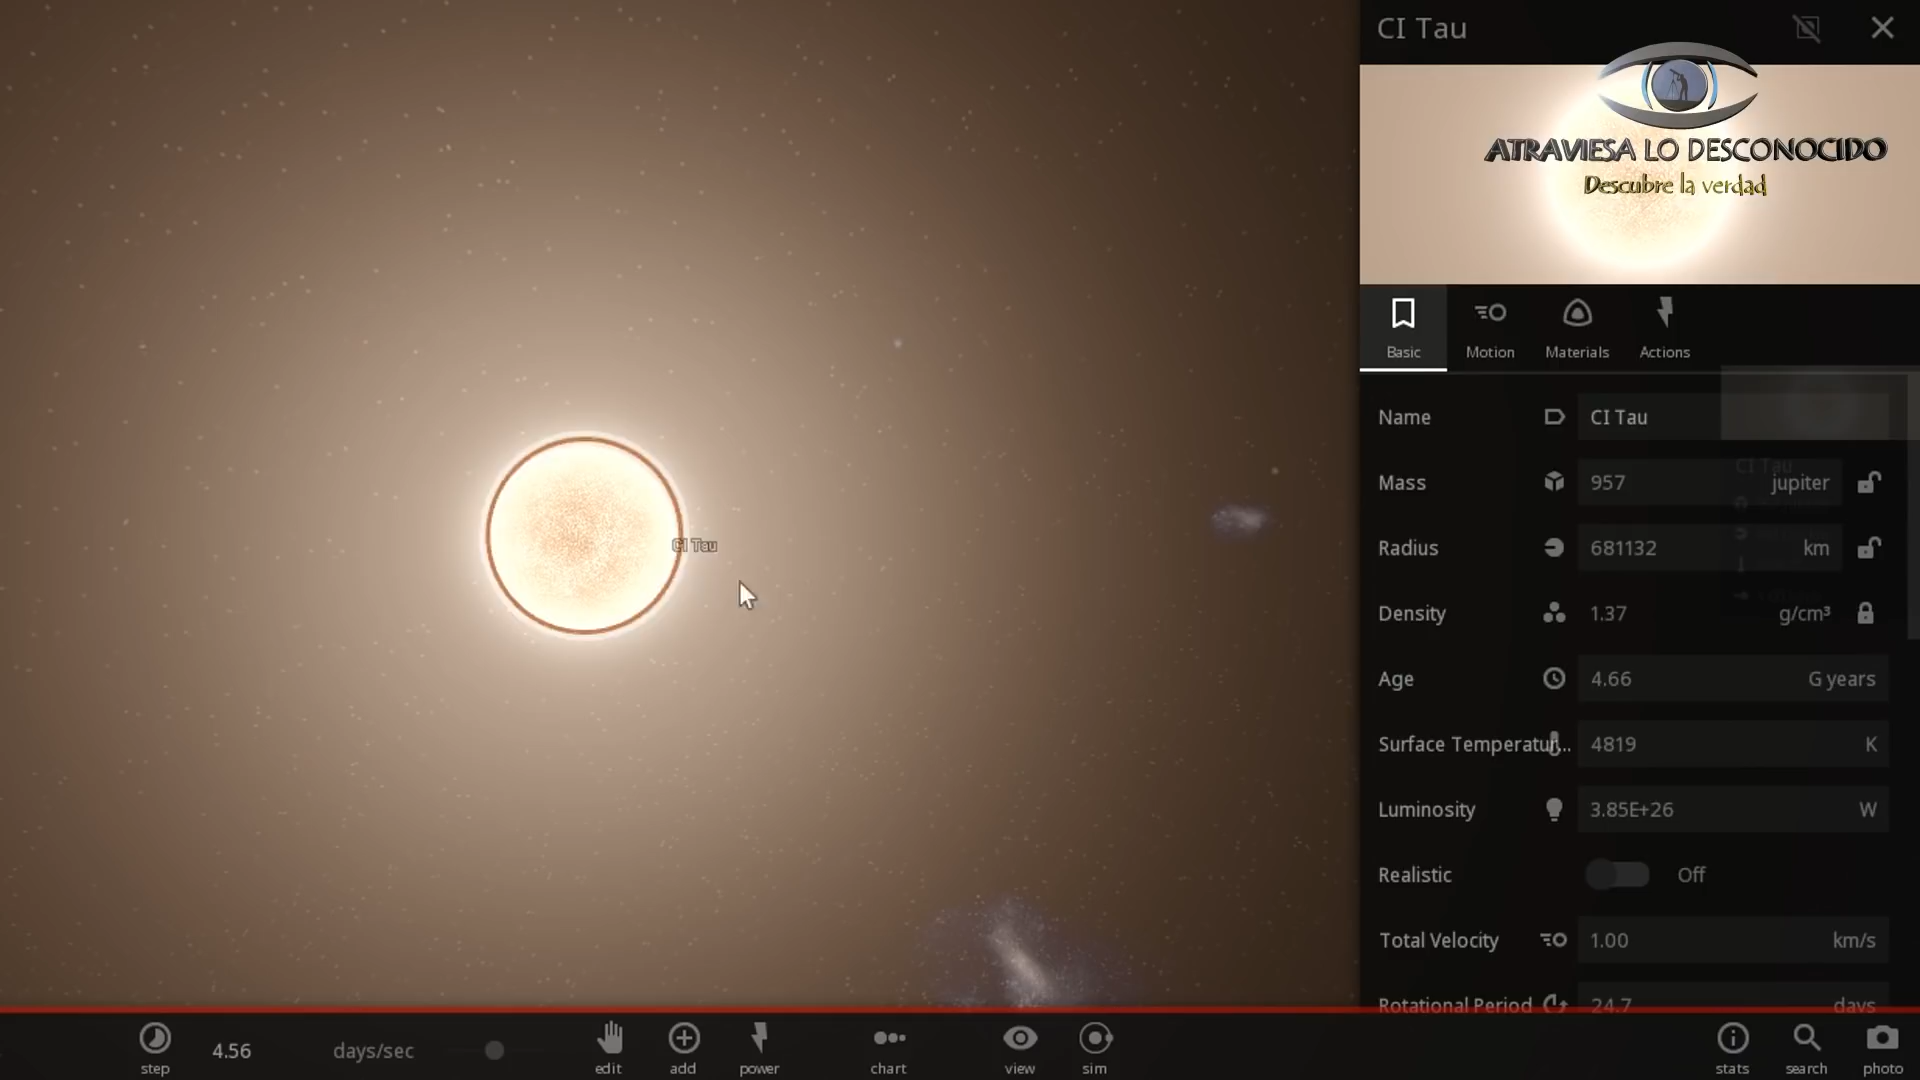 CI Tau
ATRAVIESA LO DESCONOCIDO
Descubre la verdad
Basic Motion Materials Actions
Name CI Tau
CI Tau
Mass 957 jupiter
Radius 681132 km
CI Tau
Density 1.37 g/cm³
Age 4.66 G years
Surface Temperatur... 4819 K
Luminosity 3.85E+26 W
Realistic Off
Total Velocity 1.00 km/s
Rotational Period 24.7 days
4.56 days/sec
step edit add power chart view sim stats search photo